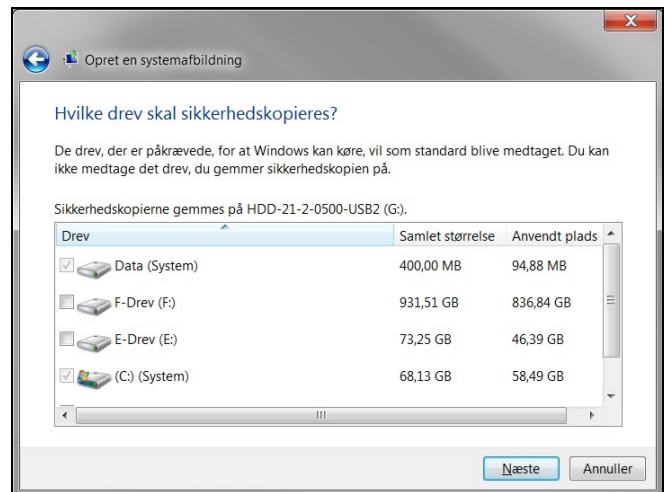 Opret en systemafbildning
Hvilke drev skal sikkerhedskopieres?
De drev, der er påkrævede, for at Windows kan køre, vil som standard blive medtaget. Du kan
ikke medtage det drev, du gemmer sikkerhedskopien på.
Sikkerhedskopierne gemmes på HDD-21-2-0500-USB2 (G:).
Drev Samlet størrelse Anvendt plads
Data (System) 400,00 MB 94,88 MB
F-Drev (F:) 931,51 GB 836,84 GB
E-Drev (E:) 73,25 GB 46,39 GB
(C:) (System) 68,13 GB 58,49 GB
Næste Annuller